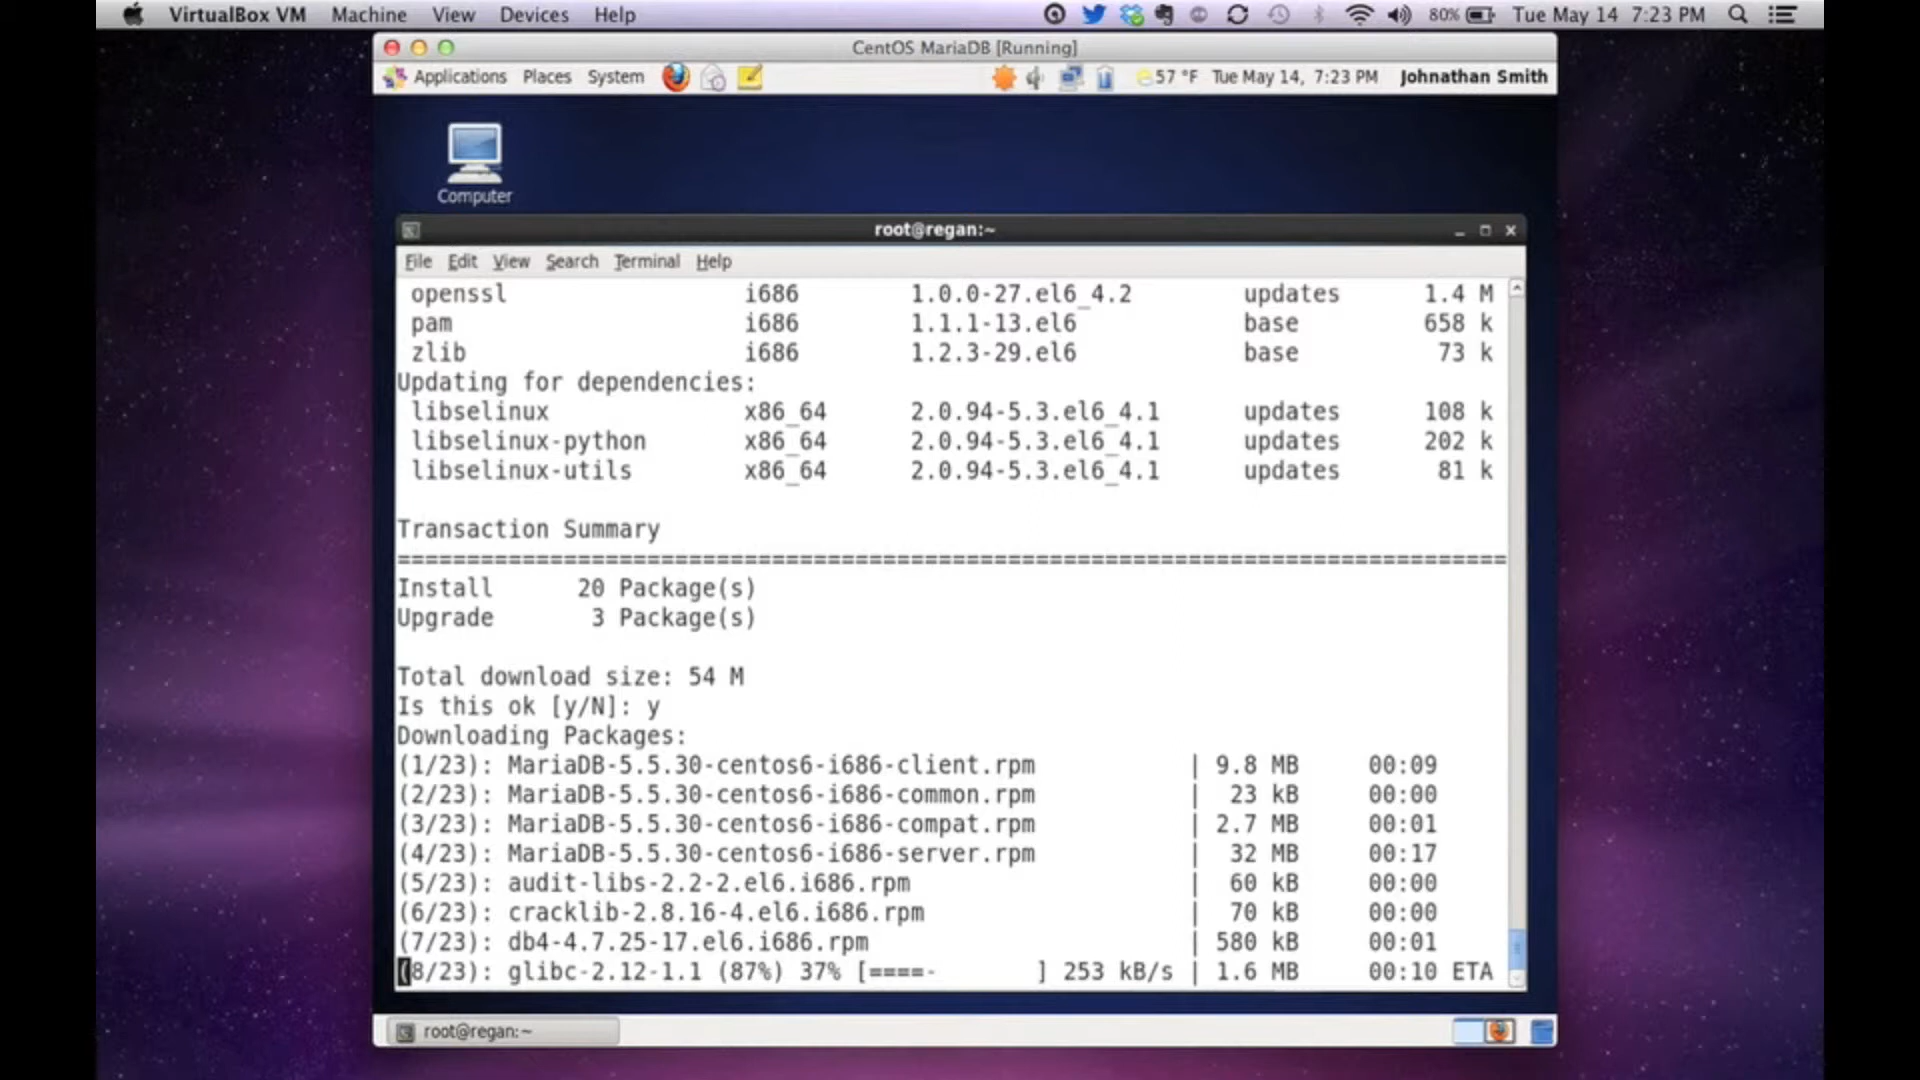 VirtualBox VM Machine View Devices Help 80% Tue May 14 7:23 PM
CentOS MariaDB [Running]
Applications Places System 57 °F Tue May 14, 7:23 PM Johnathan Smith
Computer
root@regan:~
File Edit View Search Terminal Help
openssl i686 1.0.0-27.el6_4.2 updates 1.4 M
pam i686 1.1.1-13.el6 base 658 k
zlib i686 1.2.3-29.el6 base 73 k
Updating for dependencies:
libselinux x86_64 2.0.94-5.3.el6_4.1 updates 108 k
libselinux-python x86_64 2.0.94-5.3.el6_4.1 updates 202 k
libselinux-utils x86_64 2.0.94-5.3.el6_4.1 updates 81 k
Transaction Summary
================================================================================
Install 20 Package(s)
Upgrade 3 Package(s)
Total download size: 54 M
Is this ok [y/N]: y
Downloading Packages:
(1/23): MariaDB-5.5.30-centos6-i686-client.rpm | 9.8 MB 00:09
(2/23): MariaDB-5.5.30-centos6-i686-common.rpm | 23 kB 00:00
(3/23): MariaDB-5.5.30-centos6-i686-compat.rpm | 2.7 MB 00:01
(4/23): MariaDB-5.5.30-centos6-i686-server.rpm | 32 MB 00:17
(5/23): audit-libs-2.2-2.el6.i686.rpm | 60 kB 00:00
(6/23): cracklib-2.8.16-4.el6.i686.rpm | 70 kB 00:00
(7/23): db4-4.7.25-17.el6.i686.rpm | 580 kB 00:01
(8/23): glibc-2.12-1.1 (87%) 37% [====- ] 253 kB/s | 1.6 MB 00:10 ETA
root@regan:~